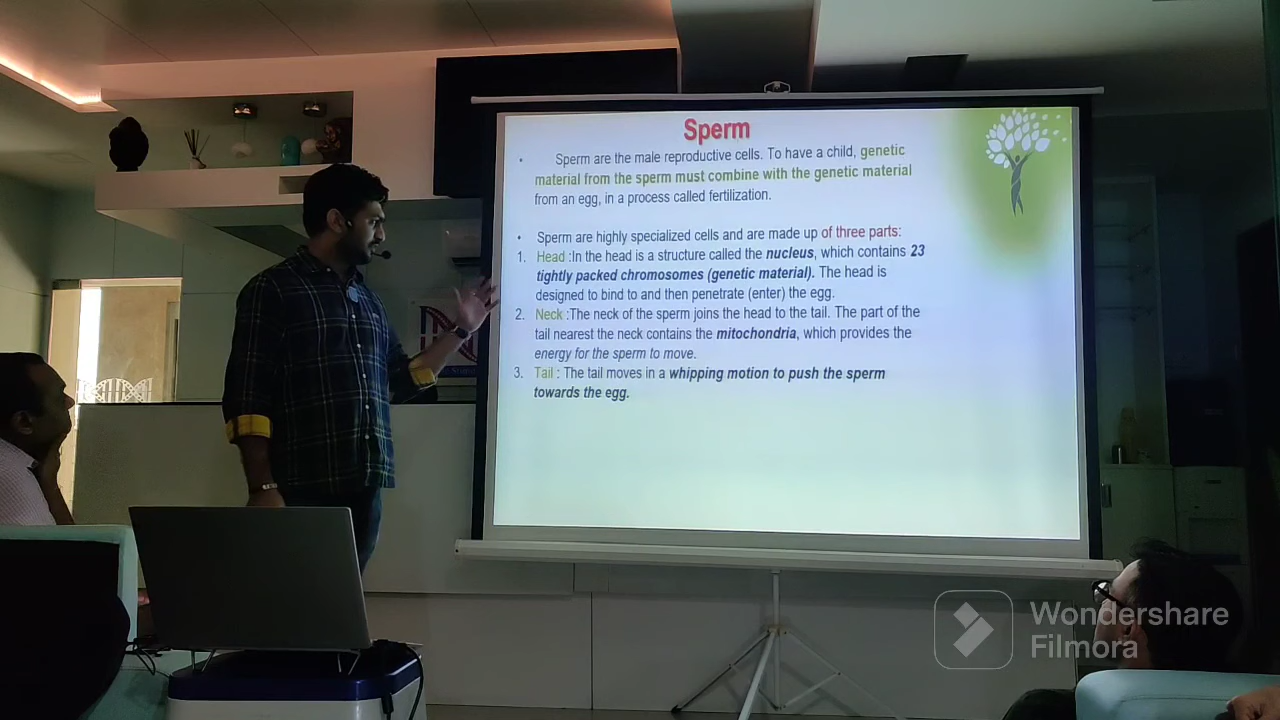 Sperm
• Sperm are the male reproductive cells. To have a child, genetic
material from the sperm must combine with the genetic material
from an egg, in a process called fertilization.
• Sperm are highly specialized cells and are made up of three parts:
1. Head :In the head is a structure called the nucleus, which contains 23
tightly packed chromosomes (genetic material). The head is
designed to bind to and then penetrate (enter) the egg.
2. Neck :The neck of the sperm joins the head to the tail. The part of the
tail nearest the neck contains the mitochondria, which provides the
energy for the sperm to move.
3. Tail : The tail moves in a whipping motion to push the sperm
towards the egg.
Wondershare
Filmora